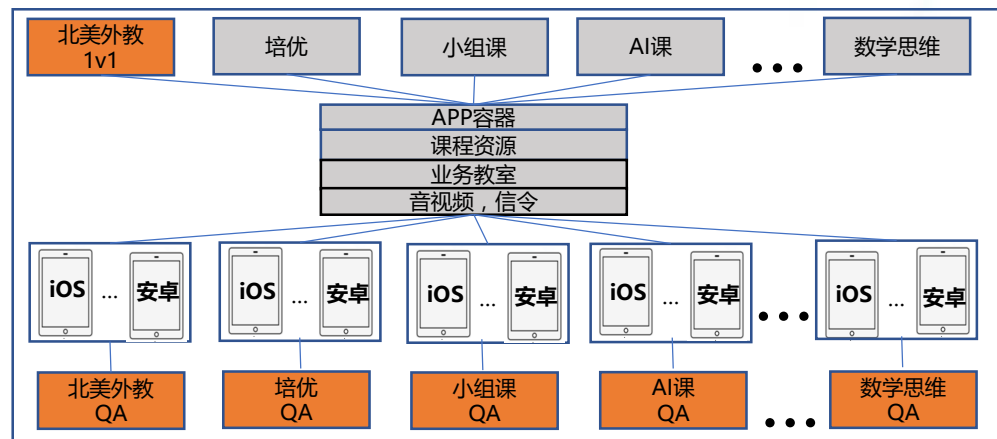 北美外教
1v1
培优
小组课
AI课
数学思维
APP容器
课程资源
业务教室
音视频，信令
iOS ... 安卓
iOS ... 安卓
iOS ... 安卓
iOS ... 安卓
iOS ... 安卓
北美外教
QA
培优
QA
小组课
QA
AI课
QA
数学思维
QA